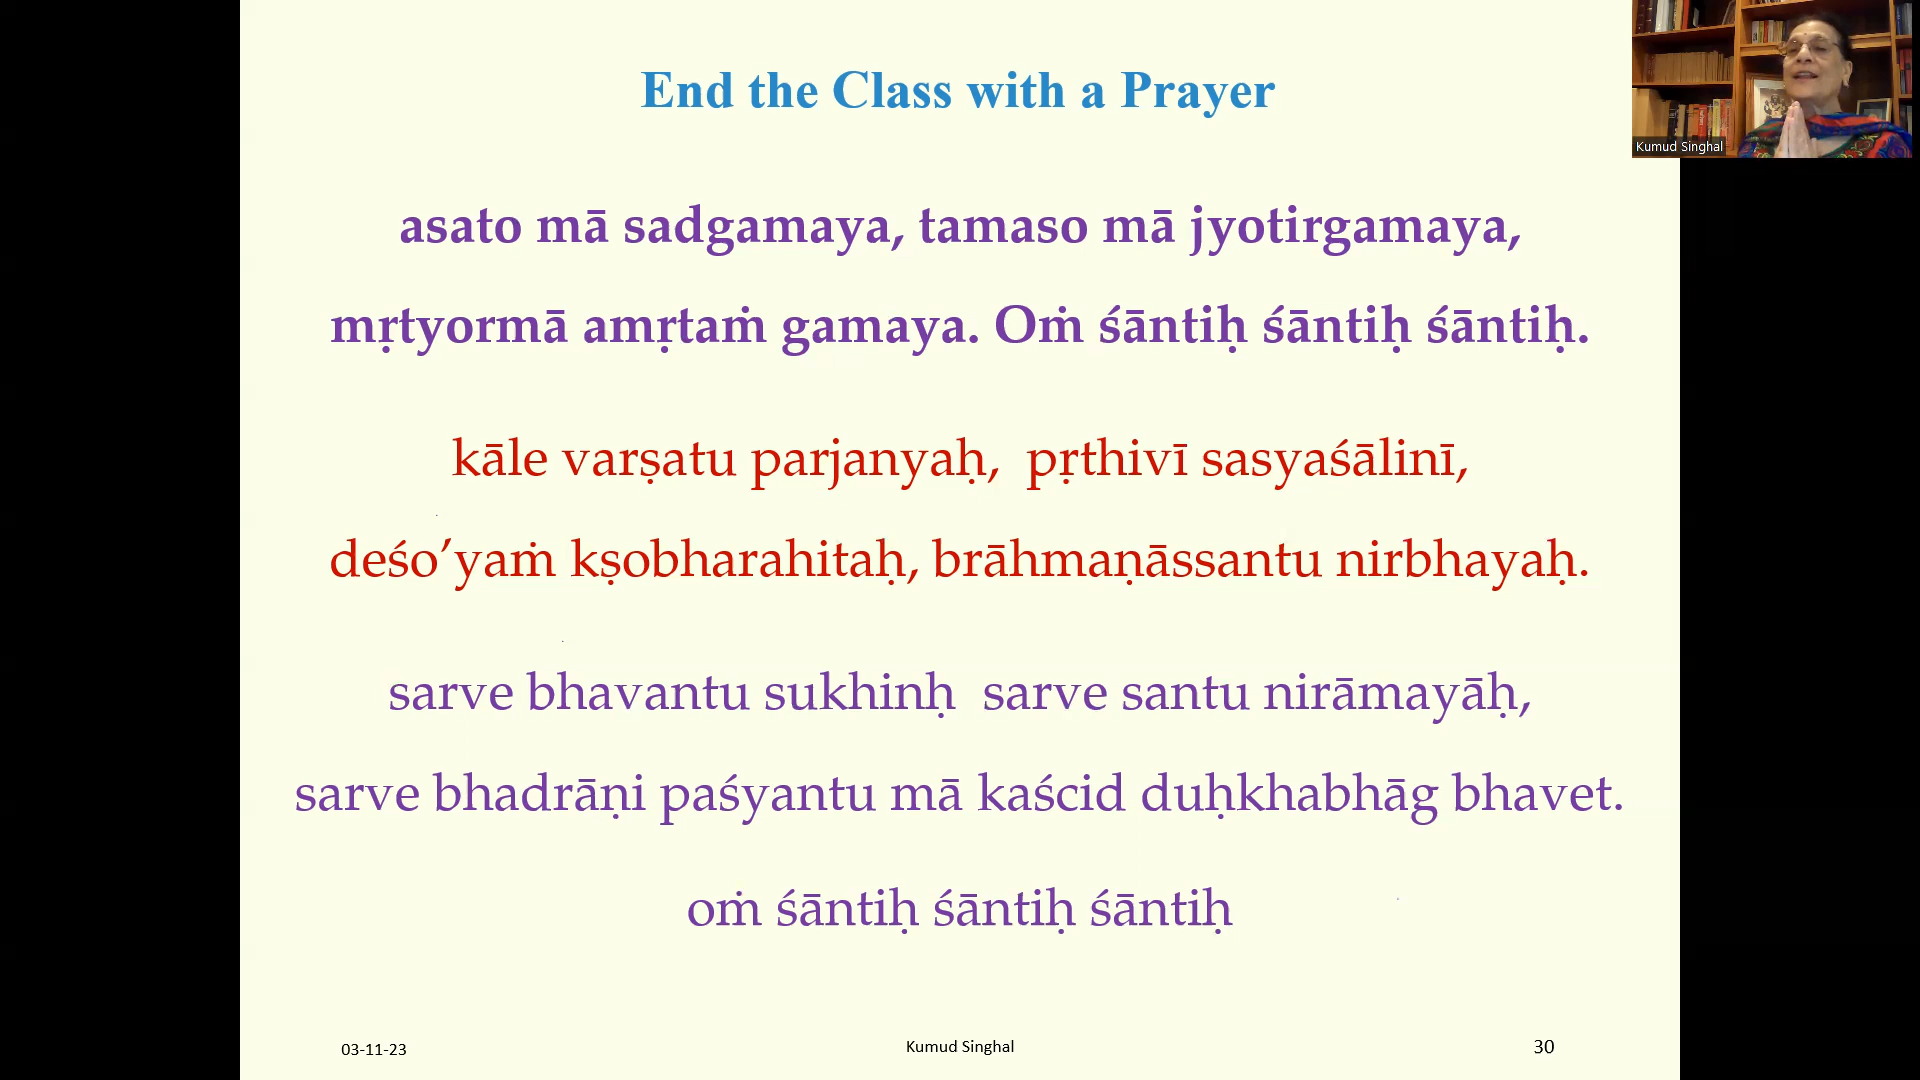 End the Class with a Prayer
Kumud Singhal
asato mā sadgamaya, tamaso mā jyotirgamaya,
mṛtyormā amṛtaṁ gamaya. Oṁ śāntiḥ śāntiḥ śāntiḥ.
kāle varṣatu parjanyaḥ, pṛthivī sasyaśālinī,
deśo’yaṁ kṣobharahitaḥ, brāhmaṇāssantu nirbhayaḥ.
sarve bhavantu sukhinḥ sarve santu nirāmayāḥ,
sarve bhadrāṇi paśyantu mā kaścid duḥkhabhāg bhavet.
oṁ śāntiḥ śāntiḥ śāntiḥ
03-11-23
Kumud Singhal
30